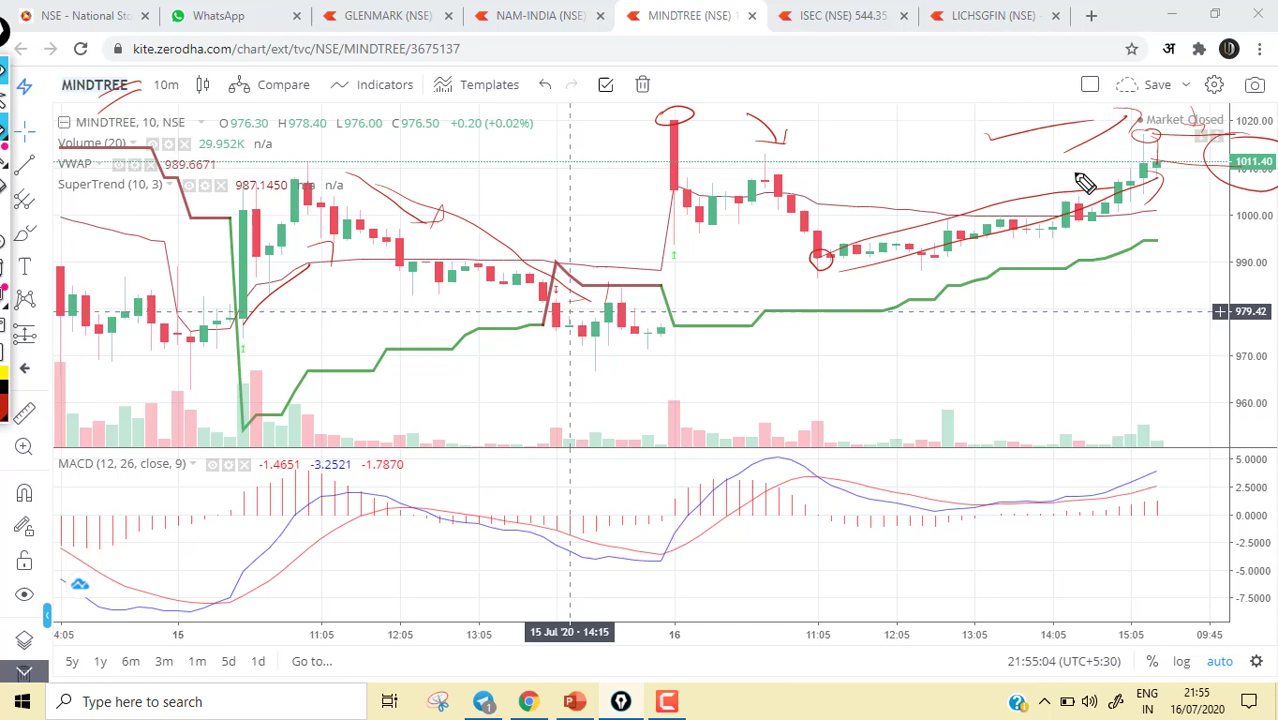 NSE - National Sto
WhatsApp
GLENMARK (NSE)
NAM-INDIA (NSE)
MINDTREE (NSE)
ISEC (NSE) 544.35
LICHSGFIN (NSE) -
kite.zerodha.com/chart/ext/tvc/NSE/MINDTREE/3675137
अ
MINDTREE 10m Compare Indicators Templates Save
MINDTREE, 10, NSE O976.30 H978.40 L976.00 C976.50 +0.20 (+0.02%)
Volume (20) 29.952K n/a
VWAP 989.6671
SuperTrend (10, 3) 987.1450 n/a n/a
Market Closed
1020.00
1011.40
1000.00
990.00
979.42
970.00
960.00
MACD (12, 26, close, 9) -1.4651 -3.2521 -1.7870
5.0000
2.5000
0.0000
-2.5000
-5.0000
-7.5000
4:05 15 11:05 12:05 13:05 15 Jul '20 - 14:15 16 11:05 12:05 13:05 14:05 15:05 09:45
5y 1y 6m 3m 1m 5d 1d Go to... 21:55:04 (UTC+5:30) % log auto
Type here to search
ENG
IN
21:55
16/07/2020